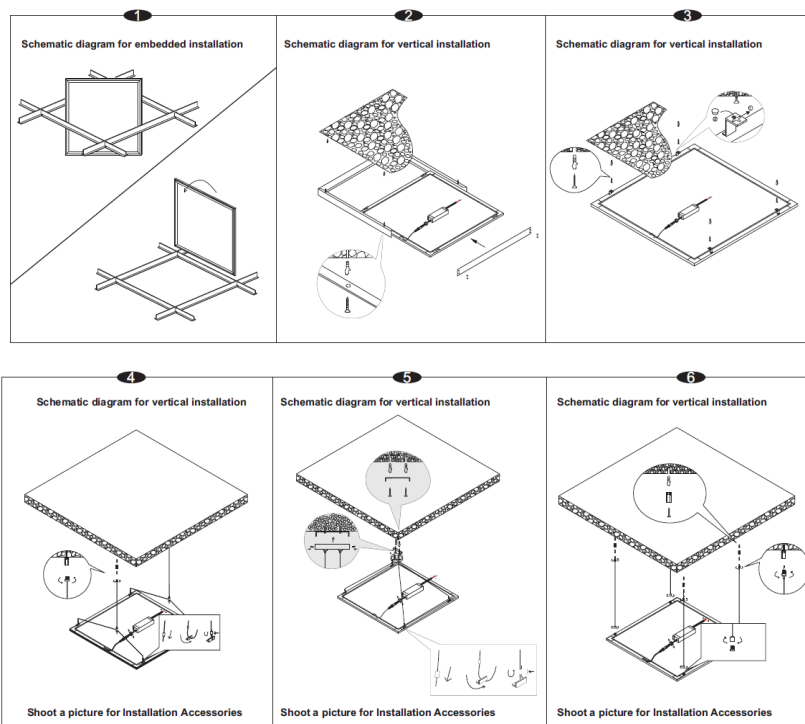 1
Schematic diagram for embedded installation
2
Schematic diagram for vertical installation
3
Schematic diagram for vertical installation
4
Schematic diagram for vertical installation
Shoot a picture for Installation Accessories
5
Schematic diagram for vertical installation
Shoot a picture for Installation Accessories
6
Schematic diagram for vertical installation
Shoot a picture for Installation Accessories